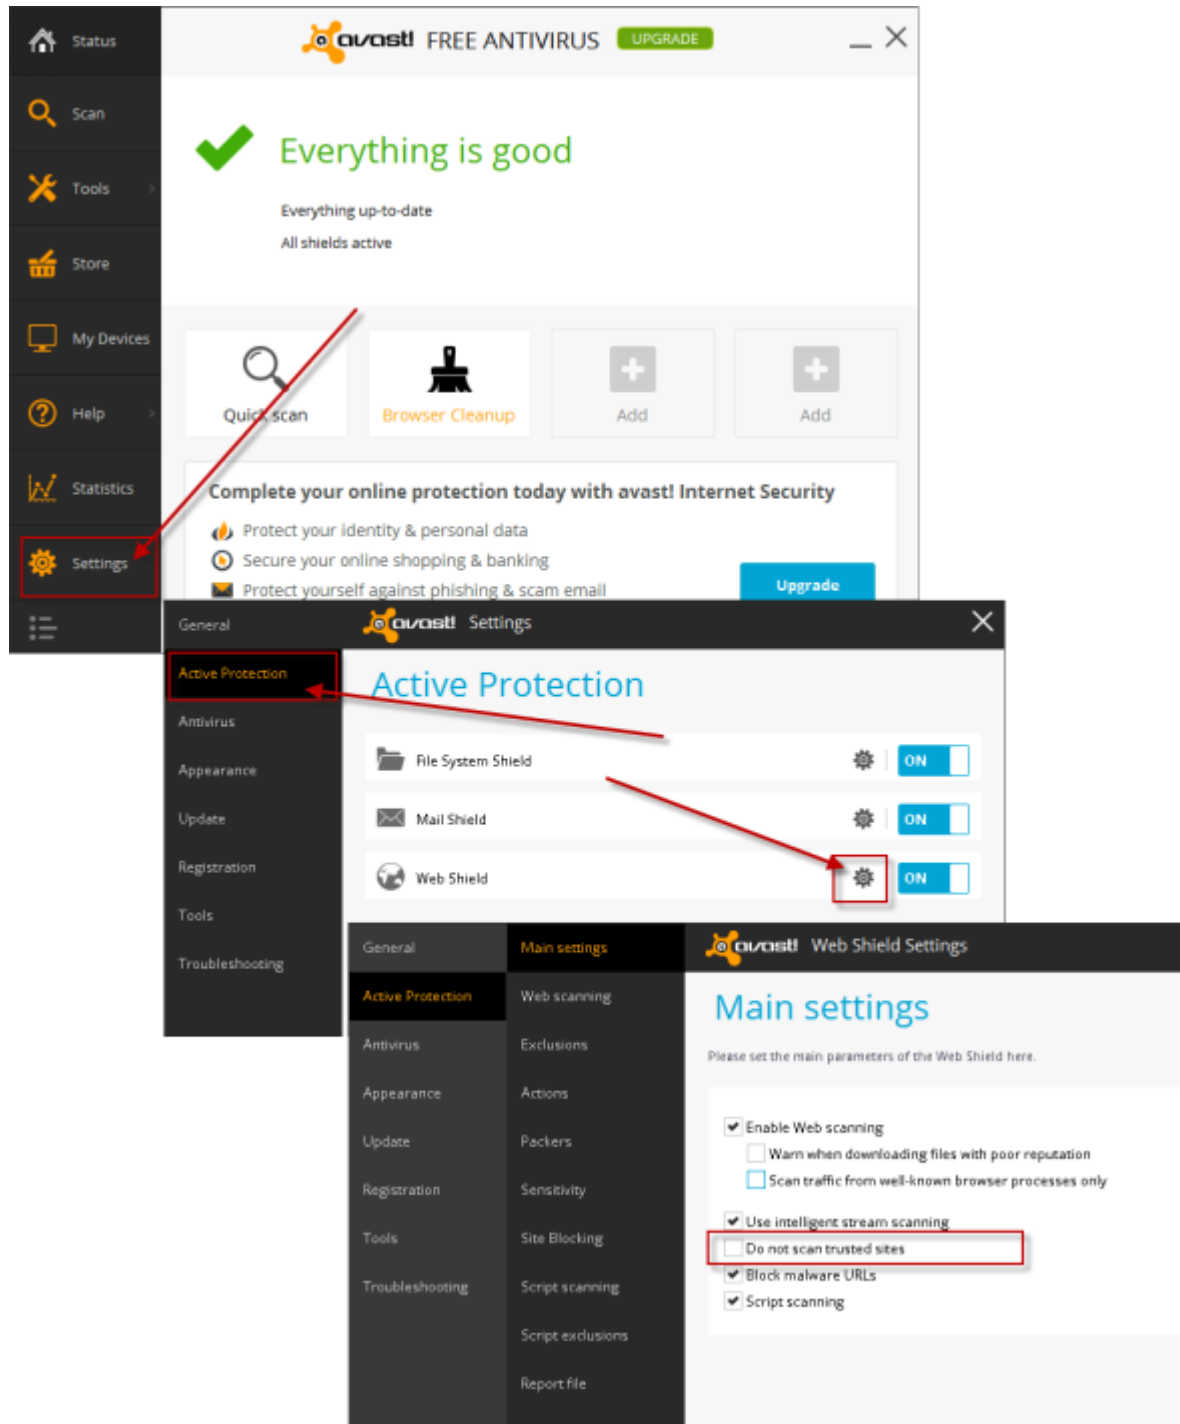 Status
avast! FREE ANTIVIRUS UPGRADE
Scan
Everything is good
Tools
Everything up-to-date
All shields active
Store
My Devices
Help
Quick scan
Browser Cleanup
Add
Add
Statistics
Complete your online protection today with avast! Internet Security
Protect your identity & personal data
Secure your online shopping & banking
Protect yourself against phishing & scam email
Upgrade
Settings
General
avast! Settings
Active Protection
Active Protection
Antivirus
Appearance
Update
Registration
Tools
Troubleshooting
File System Shield
ON
Mail Shield
ON
Web Shield
ON
General
Active Protection
Antivirus
Appearance
Update
Registration
Tools
Troubleshooting
Main settings
Web scanning
Exclusions
Actions
Packers
Sensitivity
Site Blocking
Script scanning
Script exclusions
Report file
avast! Web Shield Settings
Main settings
Please set the main parameters of the Web Shield here.
Enable Web scanning
Warn when downloading files with poor reputation
Scan traffic from well-known browser processes only
Use intelligent stream scanning
Do not scan trusted sites
Block malware URLs
Script scanning